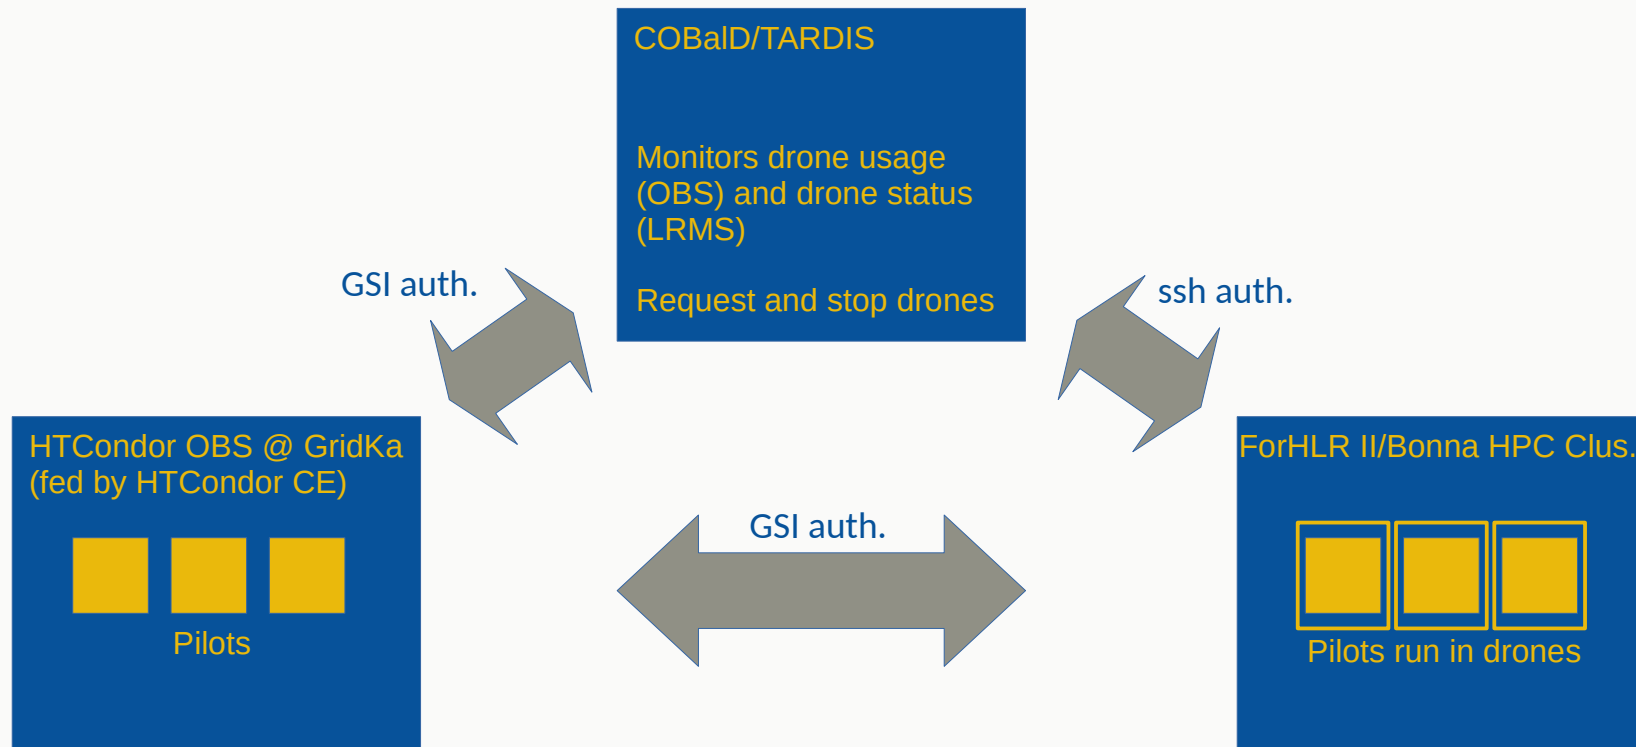 COBalD/TARDIS
Monitors drone usage
(OBS) and drone status
(LRMS)
Request and stop drones
GSI auth.
ssh auth.
HTCondor OBS @ GridKa
(fed by HTCondor CE)
Pilots
GSI auth.
ForHLR II/Bonna HPC Clus.
Pilots run in drones